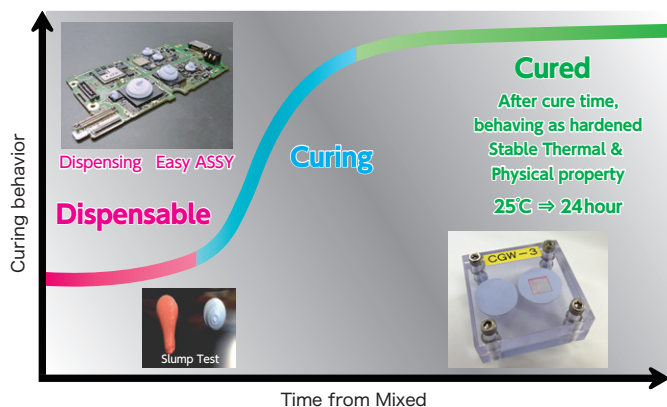 Curing behavior
Dispensing Easy ASSY
Dispensable
Slump Test
Curing
Cured
After cure time,
behaving as hardened
Stable Thermal &
Physical property
25℃ ⇒ 24hour
CGW-3
Time from Mixed